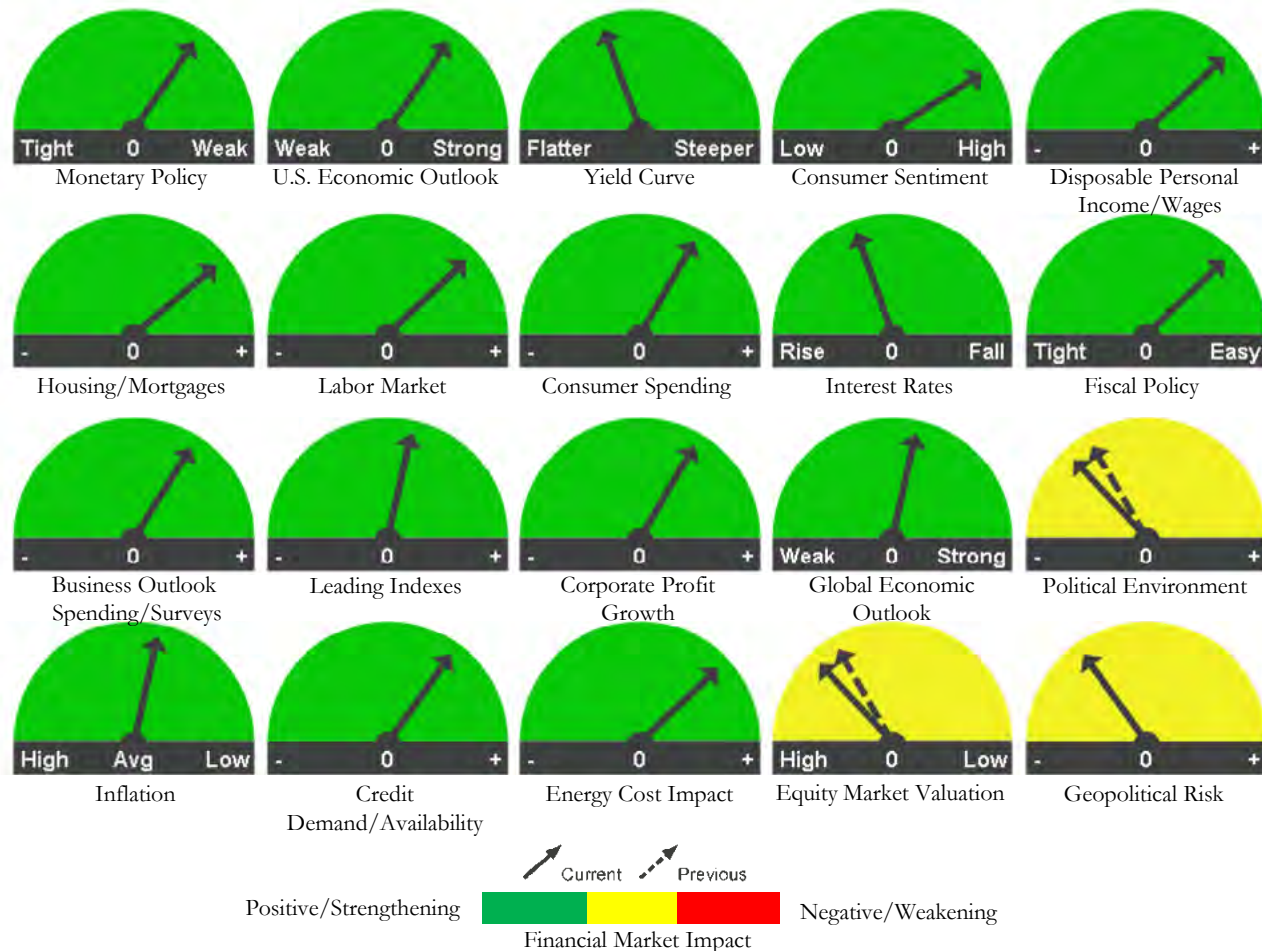 Tight 0 Weak
Weak 0 Strong
Flatter Steeper
Low 0 High
- 0 +
Monetary Policy
U.S. Economic Outlook
Yield Curve
Consumer Sentiment
Disposable Personal
Income/Wages
- 0 +
- 0 +
- 0 +
Rise 0 Fall
Tight 0 Easy
Housing/Mortgages
Labor Market
Consumer Spending
Interest Rates
Fiscal Policy
- 0 +
- 0 +
- 0 +
Weak 0 Strong
- 0 +
Business Outlook
Spending/Surveys
Leading Indexes
Corporate Profit
Growth
Global Economic
Outlook
Political Environment
High Avg Low
- 0 +
- 0 +
High 0 Low
- 0 +
Inflation
Credit
Demand/Availability
Energy Cost Impact
Equity Market Valuation
Geopolitical Risk
Current
Previous
Positive/Strengthening
Negative/Weakening
Financial Market Impact